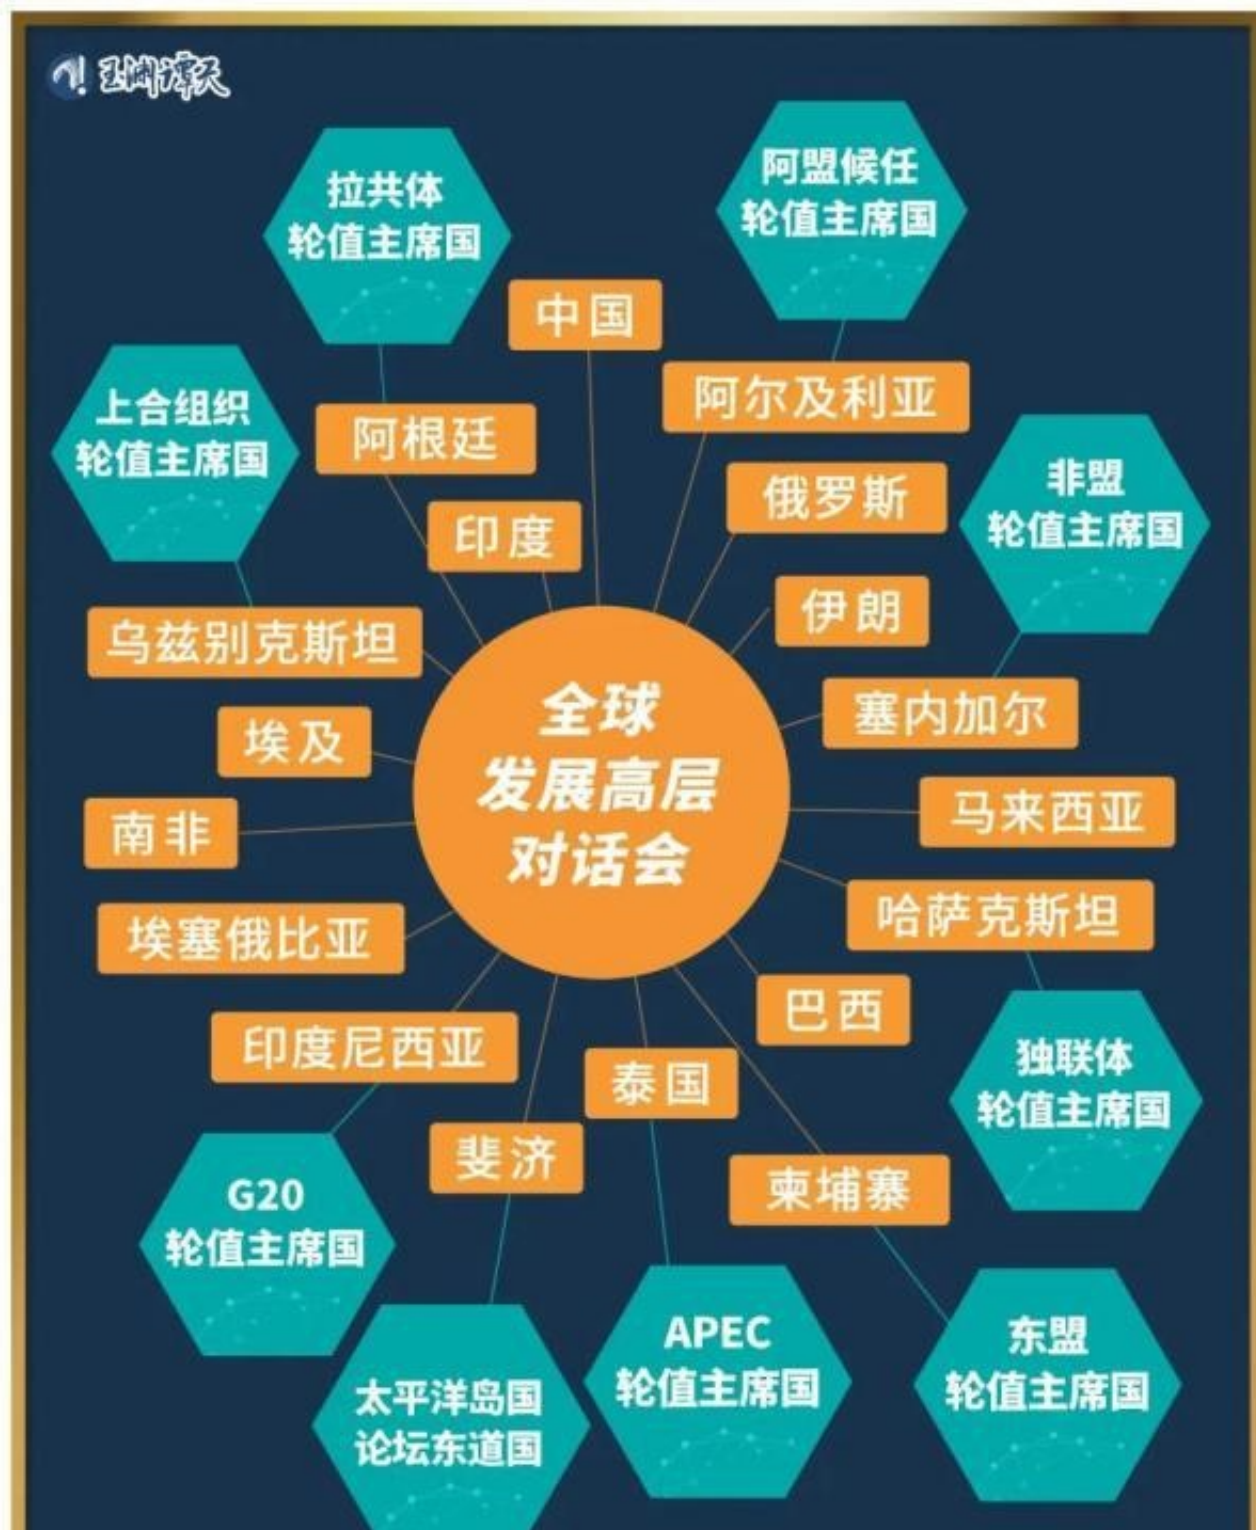 玉渊谭天
拉共体
轮值主席国
阿盟候任
轮值主席国
中国
阿尔及利亚
上合组织
轮值主席国
阿根廷
非盟
轮值主席国
俄罗斯
印度
伊朗
乌兹别克斯坦
塞内加尔
埃及
全球
发展高层
对话会
马来西亚
南非
哈萨克斯坦
埃塞俄比亚
巴西
印度尼西亚
泰国
独联体
轮值主席国
斐济
柬埔寨
G20
轮值主席国
太平洋岛国
论坛东道国
APEC
轮值主席国
东盟
轮值主席国